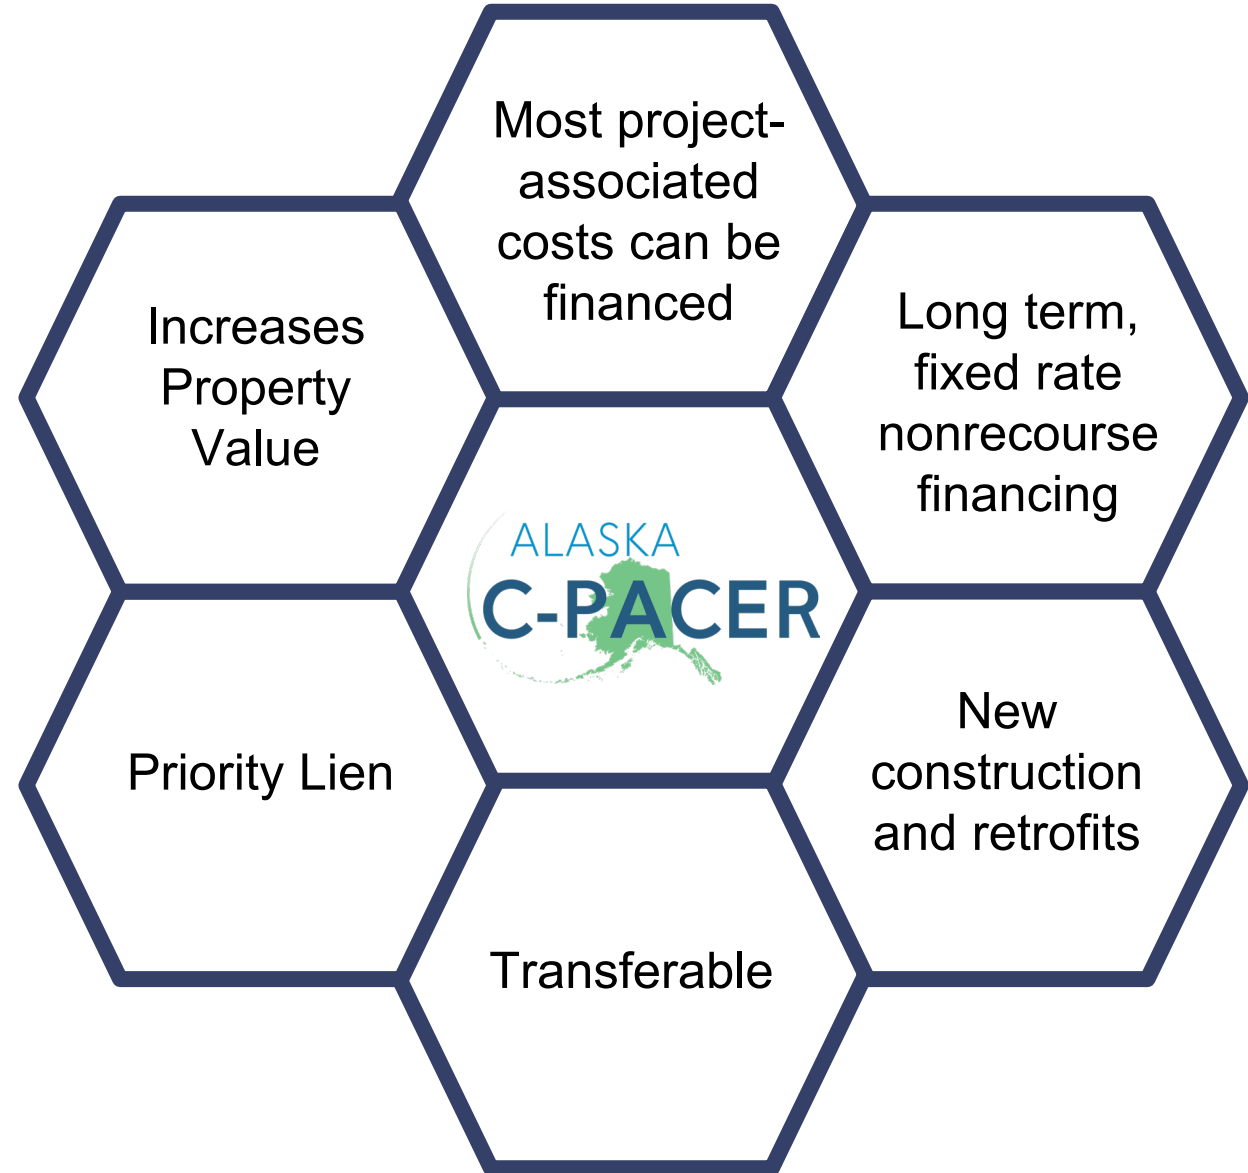 Most project-
associated
costs can be
financed
Increases
Property
Value
Long term,
fixed rate
nonrecourse
financing
ALASKA
C-PACER
Priority Lien
New
construction
and retrofits
Transferable